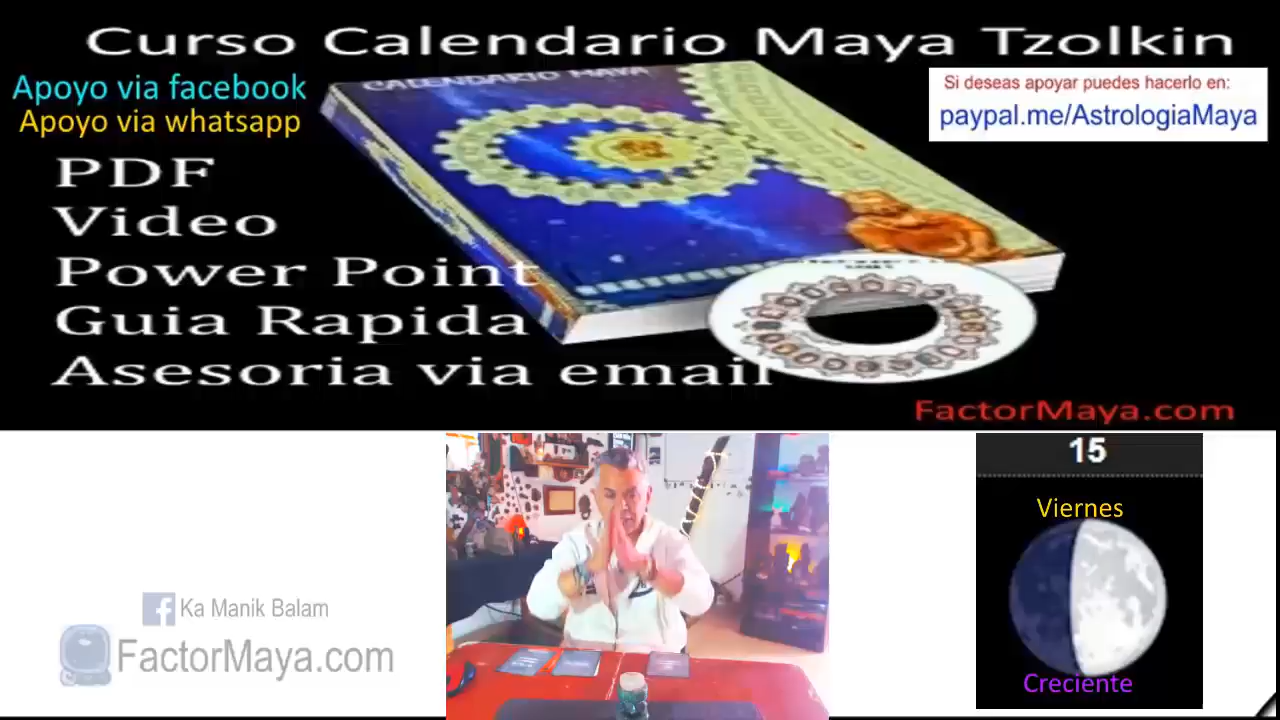 Curso Calendario Maya Tzolkin
Apoyo via facebook
Apoyo via whatsapp
CALENDARIO MAYA
Si deseas apoyar puedes hacerlo en:
paypal.me/AstrologiaMaya
PDF
Video
Power Point
Guia Rapida
Asesoria via email
FactorMaya.com
15
Viernes
Creciente
Ka Manik Balam
FactorMaya.com